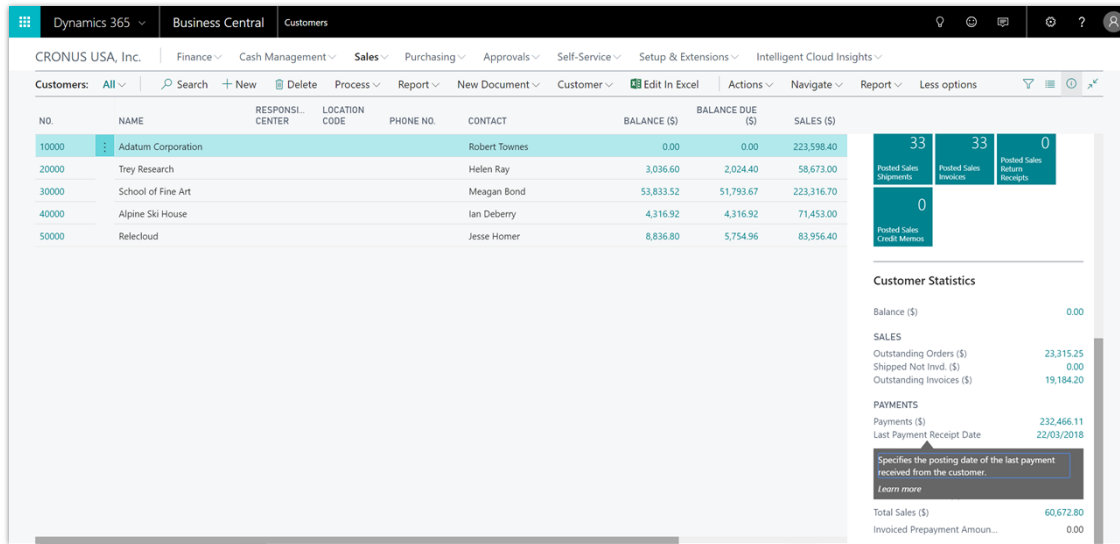 Dynamics 365 Business Central Customers
CRONUS USA, Inc. Finance Cash Management Sales Purchasing Approvals Self-Service Setup & Extensions Intelligent Cloud Insights
Customers: All Search + New Delete Process Report New Document Customer Edit In Excel Actions Navigate Report Less options
NO. NAME RESPONSI... CENTER LOCATION CODE PHONE NO. CONTACT BALANCE ($) BALANCE DUE ($) SALES ($)
10000 Adatum Corporation Robert Townes 0.00 0.00 223,598.40
20000 Trey Research Helen Ray 3,036.60 2,024.40 58,673.00
30000 School of Fine Art Meagan Bond 53,833.52 51,793.67 223,316.70
40000 Alpine Ski House Ian Deberry 4,316.92 4,316.92 71,453.00
50000 Relecloud Jesse Homer 8,836.80 5,754.96 83,956.40
33
Posted Sales
Shipments
33
Posted Sales
Invoices
0
Posted Sales
Return
Receipts
0
Posted Sales
Credit Memos
Customer Statistics
Balance ($) 0.00
SALES
Outstanding Orders ($) 23,315.25
Shipped Not Invd. ($) 0.00
Outstanding Invoices ($) 19,184.20
PAYMENTS
Payments ($) 232,466.11
Last Payment Receipt Date 22/03/2018
Specifies the posting date of the last payment
received from the customer.
Learn more
Total Sales ($) 60,672.80
Invoiced Prepayment Amoun... 0.00